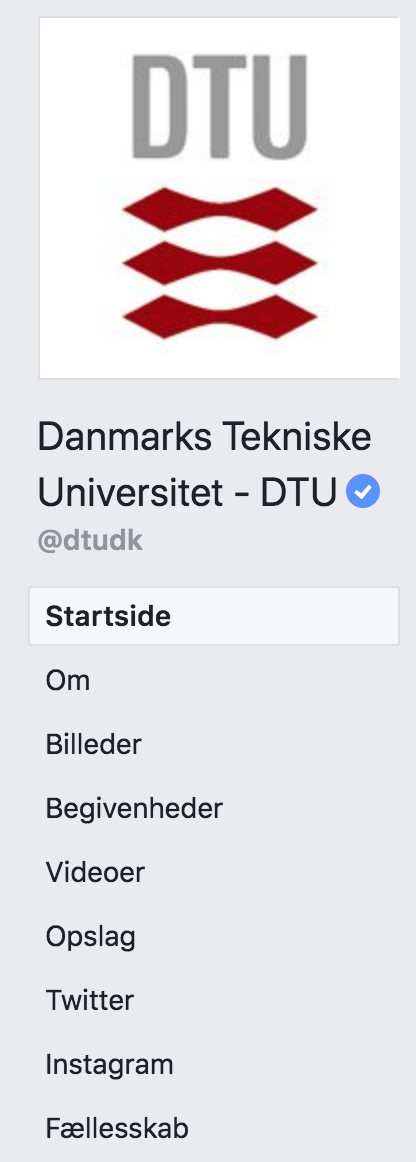 DTU
Danmarks Tekniske
Universitet - DTU
@dtudk
Startside
Om
Billeder
Begivenheder
Videoer
Opslag
Twitter
Instagram
Fællesskab